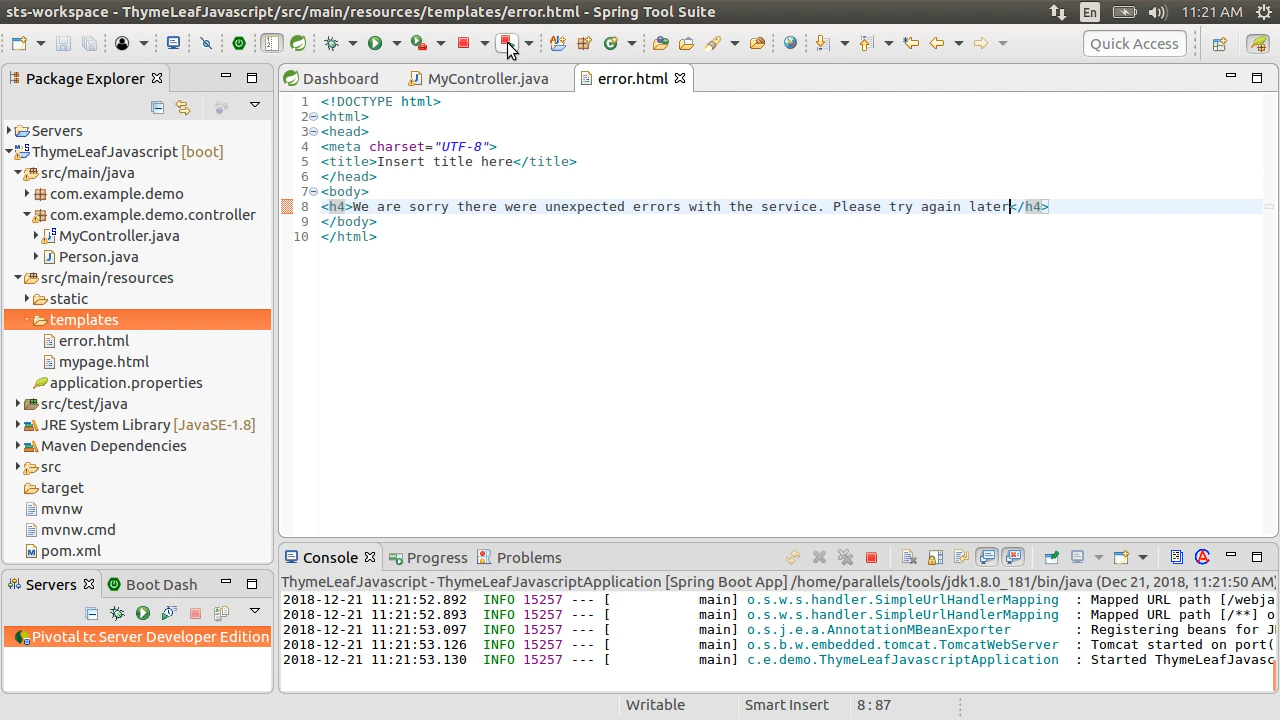 sts-workspace - ThymeLeafJavascript/src/main/resources/templates/error.html - Spring Tool Suite
En
11:21 AM
Quick Access
Package Explorer
Dashboard
MyController.java
error.html
Servers
ThymeLeafJavascript [boot]
src/main/java
com.example.demo
com.example.demo.controller
MyController.java
Person.java
src/main/resources
static
templates
error.html
mypage.html
application.properties
src/test/java
JRE System Library [JavaSE-1.8]
Maven Dependencies
src
target
mvnw
mvnw.cmd
pom.xml
1 <!DOCTYPE html>
2 <html>
3 <head>
4 <meta charset="UTF-8">
5 <title>Insert title here</title>
6 </head>
7 <body>
8 <h4>We are sorry there were unexpected errors with the service. Please try again later</h4>
9 </body>
10 </html>
Servers
Boot Dash
Pivotal tc Server Developer Edition
Console
Progress
Problems
ThymeLeafJavascript - ThymeLeafJavascriptApplication [Spring Boot App] /home/parallels/tools/jdk1.8.0_181/bin/java (Dec 21, 2018, 11:21:50 AM)
2018-12-21 11:21:52.892 INFO 15257 --- [ main] o.s.w.s.handler.SimpleUrlHandlerMapping : Mapped URL path [/webja
2018-12-21 11:21:52.893 INFO 15257 --- [ main] o.s.w.s.handler.SimpleUrlHandlerMapping : Mapped URL path [/**] o
2018-12-21 11:21:53.097 INFO 15257 --- [ main] o.s.j.e.a.AnnotationMBeanExporter : Registering beans for J
2018-12-21 11:21:53.126 INFO 15257 --- [ main] o.s.b.w.embedded.tomcat.TomcatWebServer : Tomcat started on port(
2018-12-21 11:21:53.130 INFO 15257 --- [ main] c.e.demo.ThymeLeafJavascriptApplication : Started ThymeLeafJavasc
Writable
Smart Insert
8 : 87